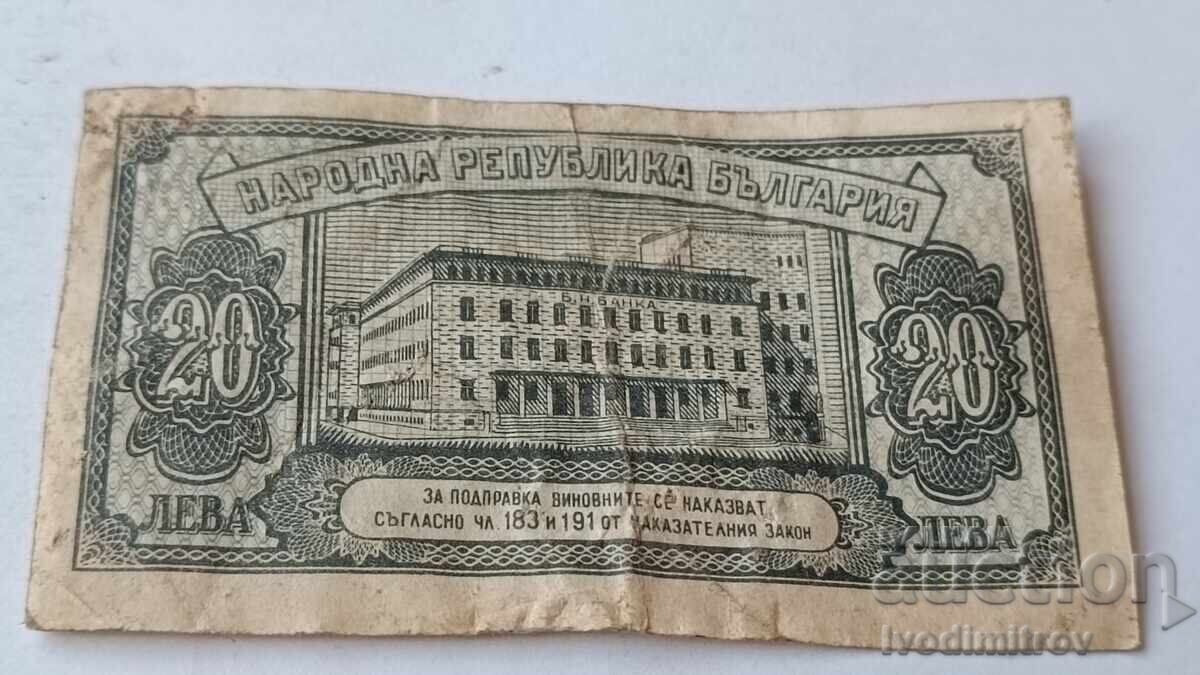 НАРОДНА РЕПУБЛИКА БЪЛГАРИЯ
Б.Н.БАНКА
20
20
ЛЕВА
ЛЕВА
ЗА ПОДПРАВКА ВИНОВНИТЕ СЕ НАКАЗВАТ
СЪГЛАСНО ЧЛ. 183 И 191 ОТ НАКАЗАТЕЛНИЯ ЗАКОН
auction
ivodimitrov